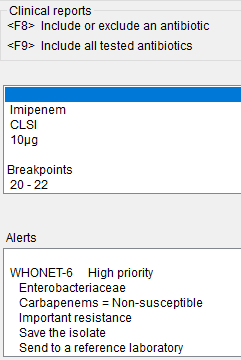 Clinical reports
<F8> Include or exclude an antibiotic
<F9> Include all tested antibiotics
Imipenem
CLSI
10µg
Breakpoints
20 - 22
Alerts
WHONET-6 High priority
Enterobacteriaceae
Carbapenems = Non-susceptible
Important resistance
Save the isolate
Send to a reference laboratory